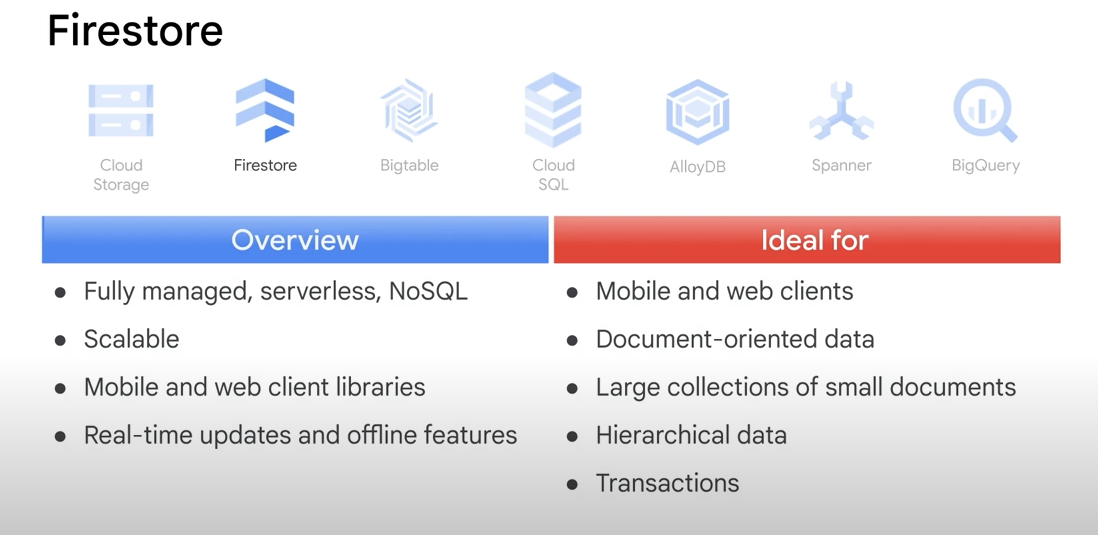 Firestore
Cloud
Storage
Firestore
Bigtable
Cloud
SQL
AlloyDB
Spanner
BigQuery
Overview
● Fully managed, serverless, NoSQL
● Scalable
● Mobile and web client libraries
● Real-time updates and offline features
Ideal for
● Mobile and web clients
● Document-oriented data
● Large collections of small documents
● Hierarchical data
● Transactions